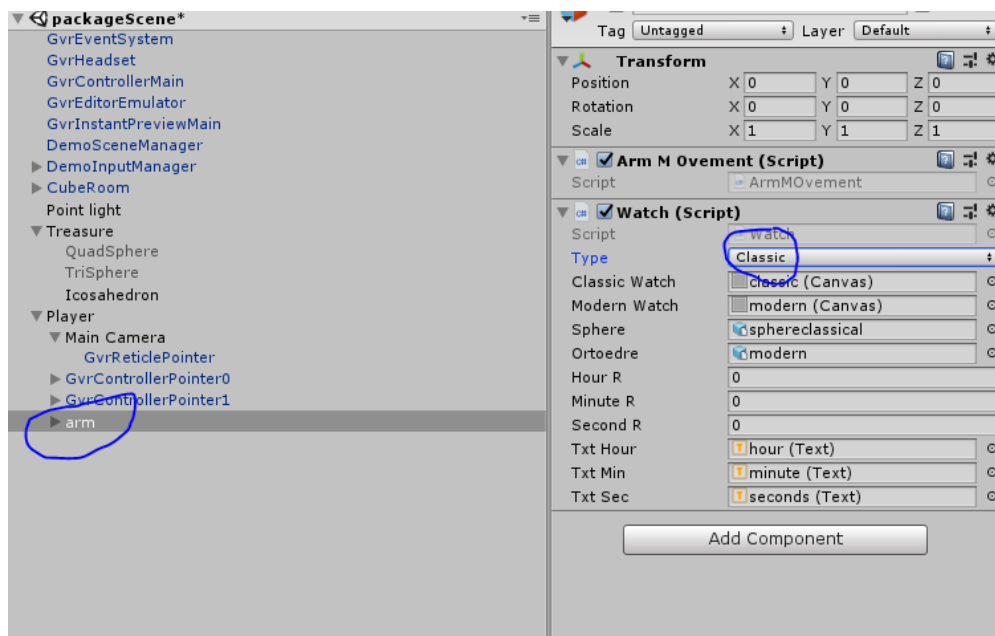 packageScene*
GvrEventSystem
GvrHeadset
GvrControllerMain
GvrEditorEmulator
GvrInstantPreviewMain
DemoSceneManager
DemoInputManager
CubeRoom
Point light
Treasure
QuadSphere
TriSphere
Icosahedron
Player
Main Camera
GvrReticlePointer
GvrControllerPointer0
GvrControllerPointer1
arm
Tag Untagged Layer Default
Transform
Position X 0 Y 0 Z 0
Rotation X 0 Y 0 Z 0
Scale X 1 Y 1 Z 1
Arm M Ovement (Script)
Script ArmMOvement
Watch (Script)
Script Watch
Type Classic
Classic Watch classic (Canvas)
Modern Watch modern (Canvas)
Sphere sphereclassical
Ortoedre modern
Hour R 0
Minute R 0
Second R 0
Txt Hour hour (Text)
Txt Min minute (Text)
Txt Sec seconds (Text)
Add Component